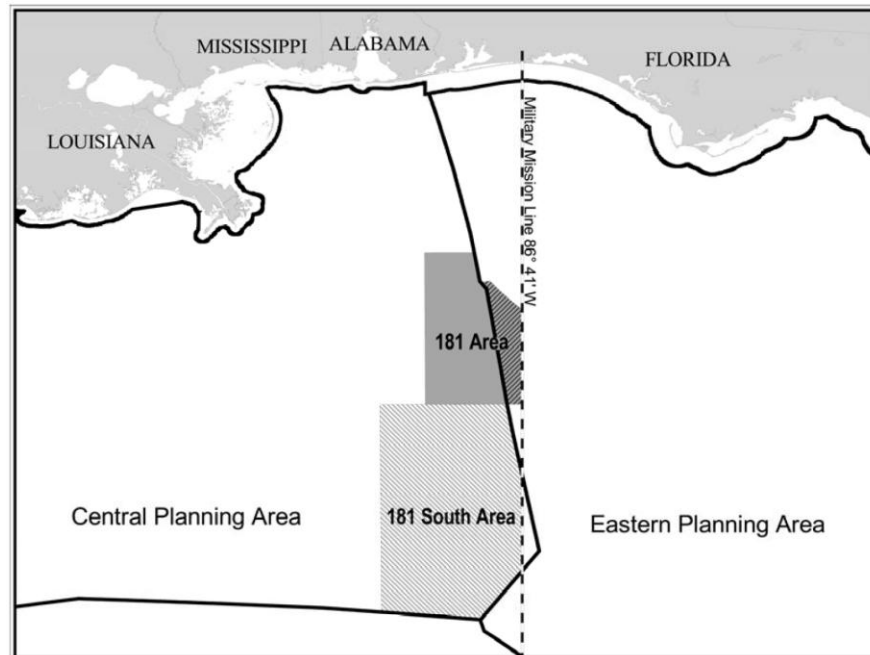 MISSISSIPPI
ALABAMA
FLORIDA
LOUISIANA
Military Mission Line 86° 41' W
181 Area
181 South Area
Central Planning Area
Eastern Planning Area